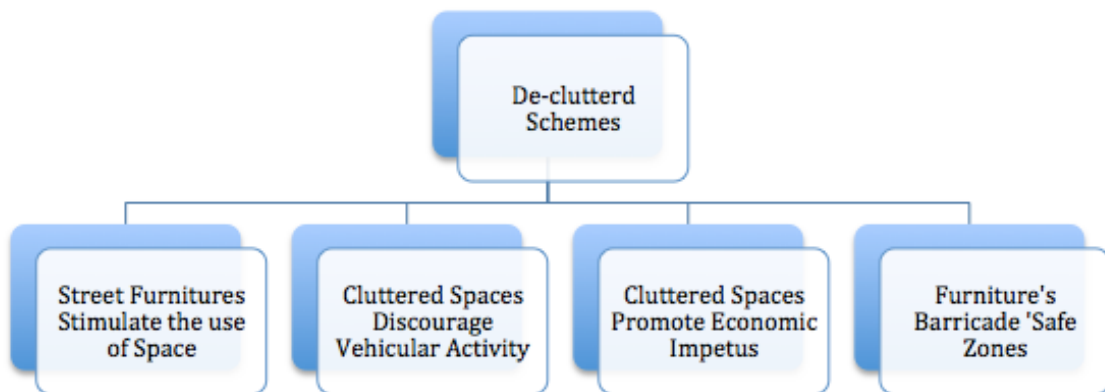 De-clutterd
Schemes
Street Furnitures
Stimulate the use
of Space
Cluttered Spaces
Discourage
Vehicular Activity
Cluttered Spaces
Promote Economic
Impetus
Furniture's
Barricade 'Safe
Zones